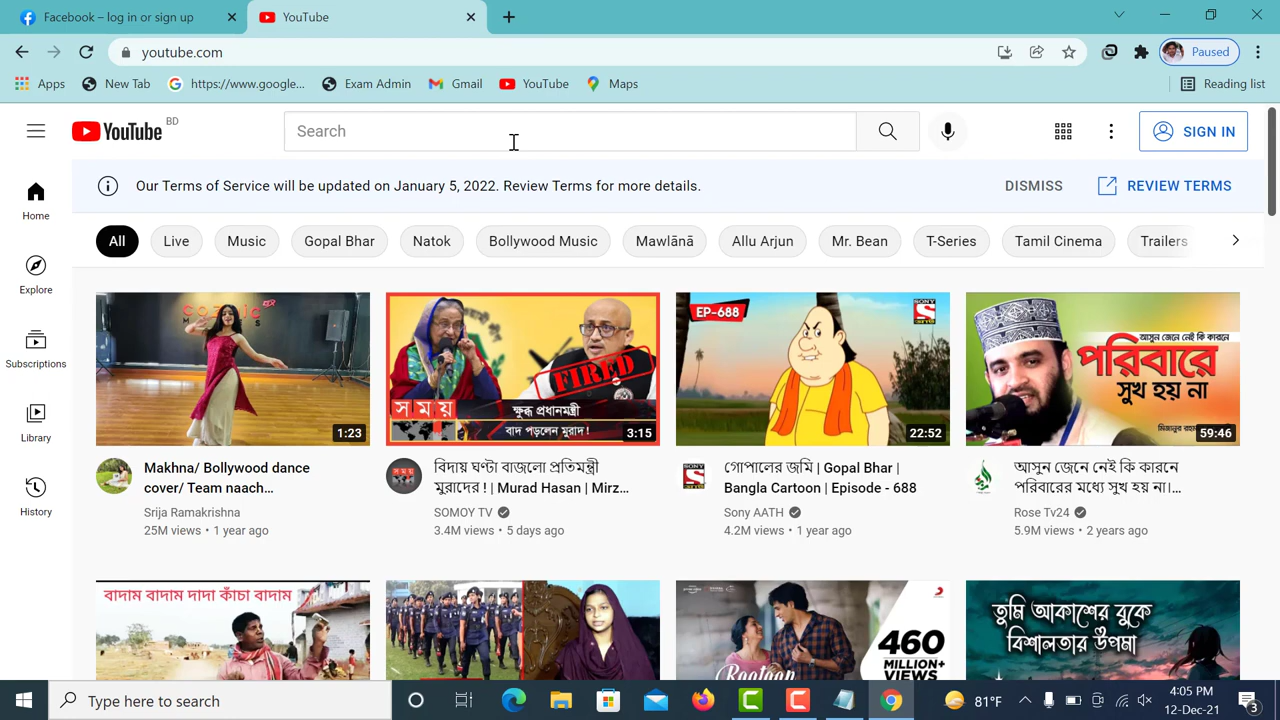 Facebook – log in or sign up
YouTube
youtube.com
Paused
Apps
New Tab
https://www.google...
Exam Admin
Gmail
YouTube
Maps
Reading list
YouTube BD
Search
SIGN IN
Our Terms of Service will be updated on January 5, 2022. Review Terms for more details.
DISMISS
REVIEW TERMS
Home
Explore
Subscriptions
Library
History
All
Live
Music
Gopal Bhar
Natok
Bollywood Music
Mawlānā
Allu Arjun
Mr. Bean
T-Series
Tamil Cinema
Trailers
1:23
Makhna/ Bollywood dance
cover/ Team naach...
Srija Ramakrishna
25M views • 1 year ago
FIRED
সময়
ক্ষুব্ধ প্রধানমন্ত্রী
বাদ পড়লেন মুরাদ!
3:15
বিদায় ঘণ্টা বাজলো প্রতিমন্ত্রী
মুরাদের ! | Murad Hasan | Mirz...
SOMOY TV
3.4M views • 5 days ago
EP-688
SONY
22:52
গোপালের জমি | Gopal Bhar |
Bangla Cartoon | Episode - 688
Sony AATH
4.2M views • 1 year ago
আসুন জেনে নেই কি কারনে
পরিবারে
সুখ হয় না
59:46
আসুন জেনে নেই কি কারনে
পরিবারের মধ্যে সুখ হয় না।...
Rose Tv24
5.9M views • 2 years ago
বাদাম বাদাম দাদা কাঁচা বাদাম
460
MILLION+
VIEWS
Raataan
তুমি আকাশের বুকে
বিশালতার উপমা
Type here to search
81°F
4:05 PM
12-Dec-21
3